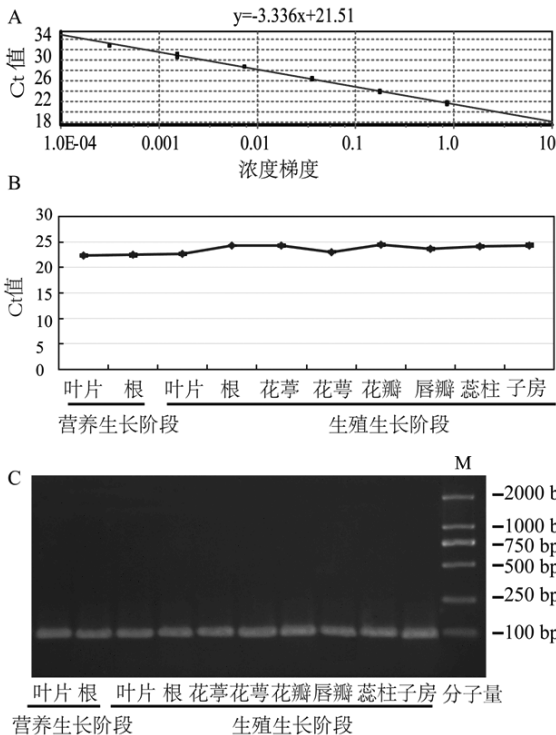 A
y=-3.336x+21.51
Ct 值
34
30
26
22
18
1.0E-04 0.001 0.01 0.1 1.0 10
浓度梯度
B
Ct值
30
25
20
15
10
5
0
叶片 根 叶片 根 花葶 花萼 花瓣 唇瓣 蕊柱 子房
营养生长阶段 生殖生长阶段
C
M
2000 b
1000 b
750 bp
500 bp
250 bp
100 bp
叶片 根 叶片 根 花葶 花萼 花瓣 唇瓣 蕊柱 子房 分子量
营养生长阶段 生殖生长阶段